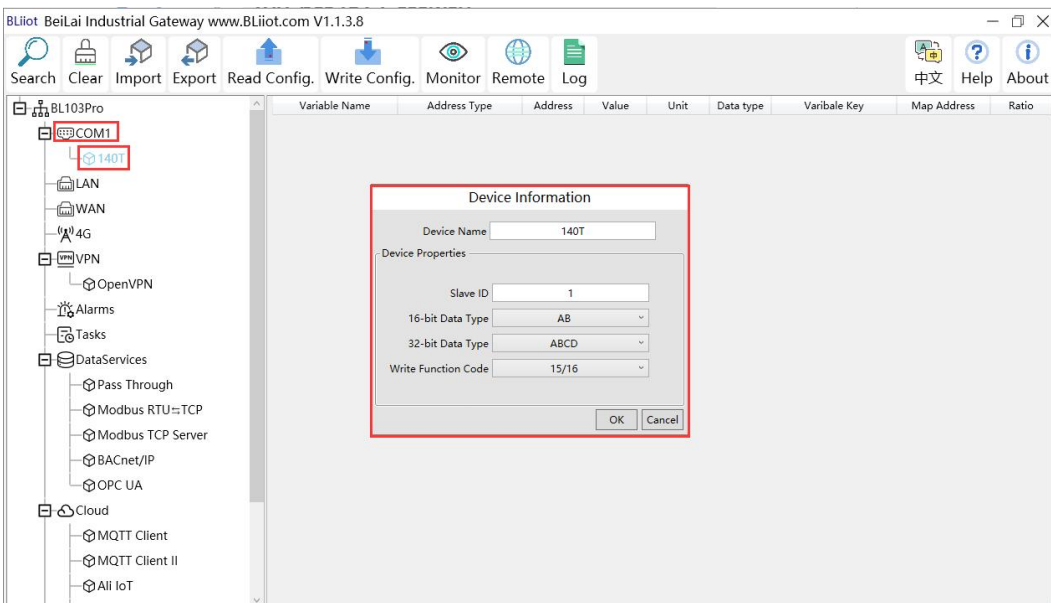 BLiiot BeiLai Industrial Gateway www.BLiiot.com V1.1.3.8
Search Clear Import Export Read Config. Write Config. Monitor Remote Log 中文 Help About
BL103Pro
COM1
140T
LAN
WAN
4G
VPN
OpenVPN
Alarms
Tasks
DataServices
Pass Through
Modbus RTU⇆TCP
Modbus TCP Server
BACnet/IP
OPC UA
Cloud
MQTT Client
MQTT Client II
Ali IoT
Variable Name Address Type Address Value Unit Data type Varibale Key Map Address Ratio
Device Information
Device Name 140T
Device Properties
Slave ID 1
16-bit Data Type AB
32-bit Data Type ABCD
Write Function Code 15/16
OK Cancel